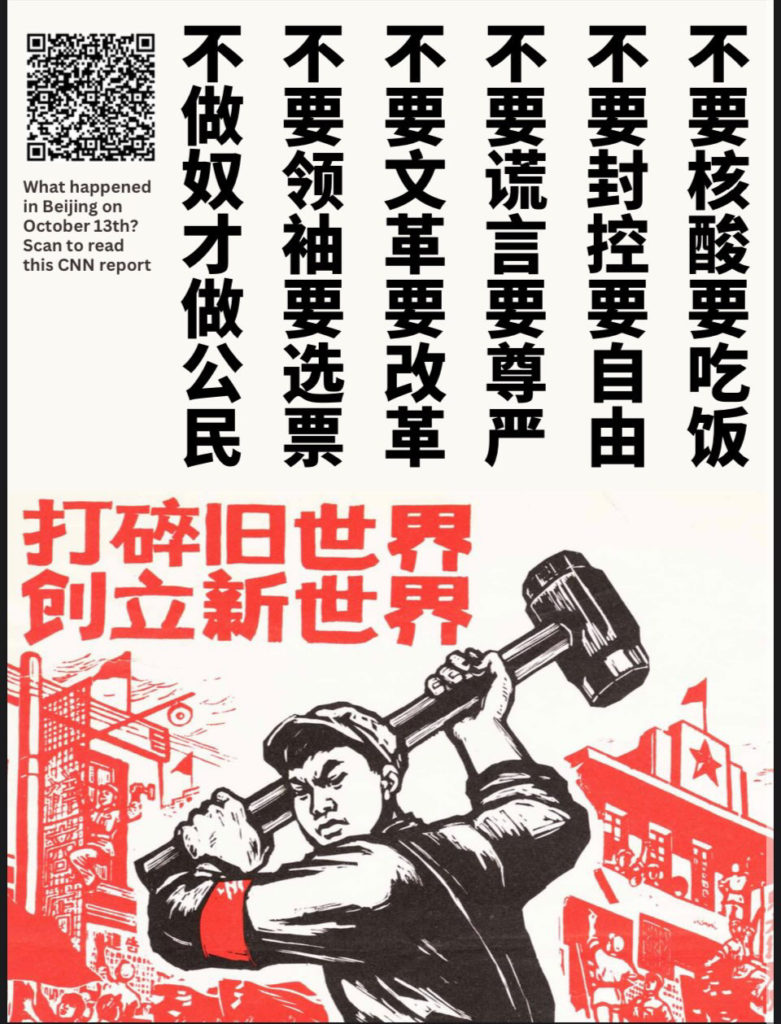 不要核酸要吃饭
不要封控要自由
不要谎言要尊严
不要文革要改革
不要领袖要选票
不做奴才做公民
What happened
in Beijing on
October 13th?
Scan to read
this CNN report
打碎旧世界
创立新世界
通告